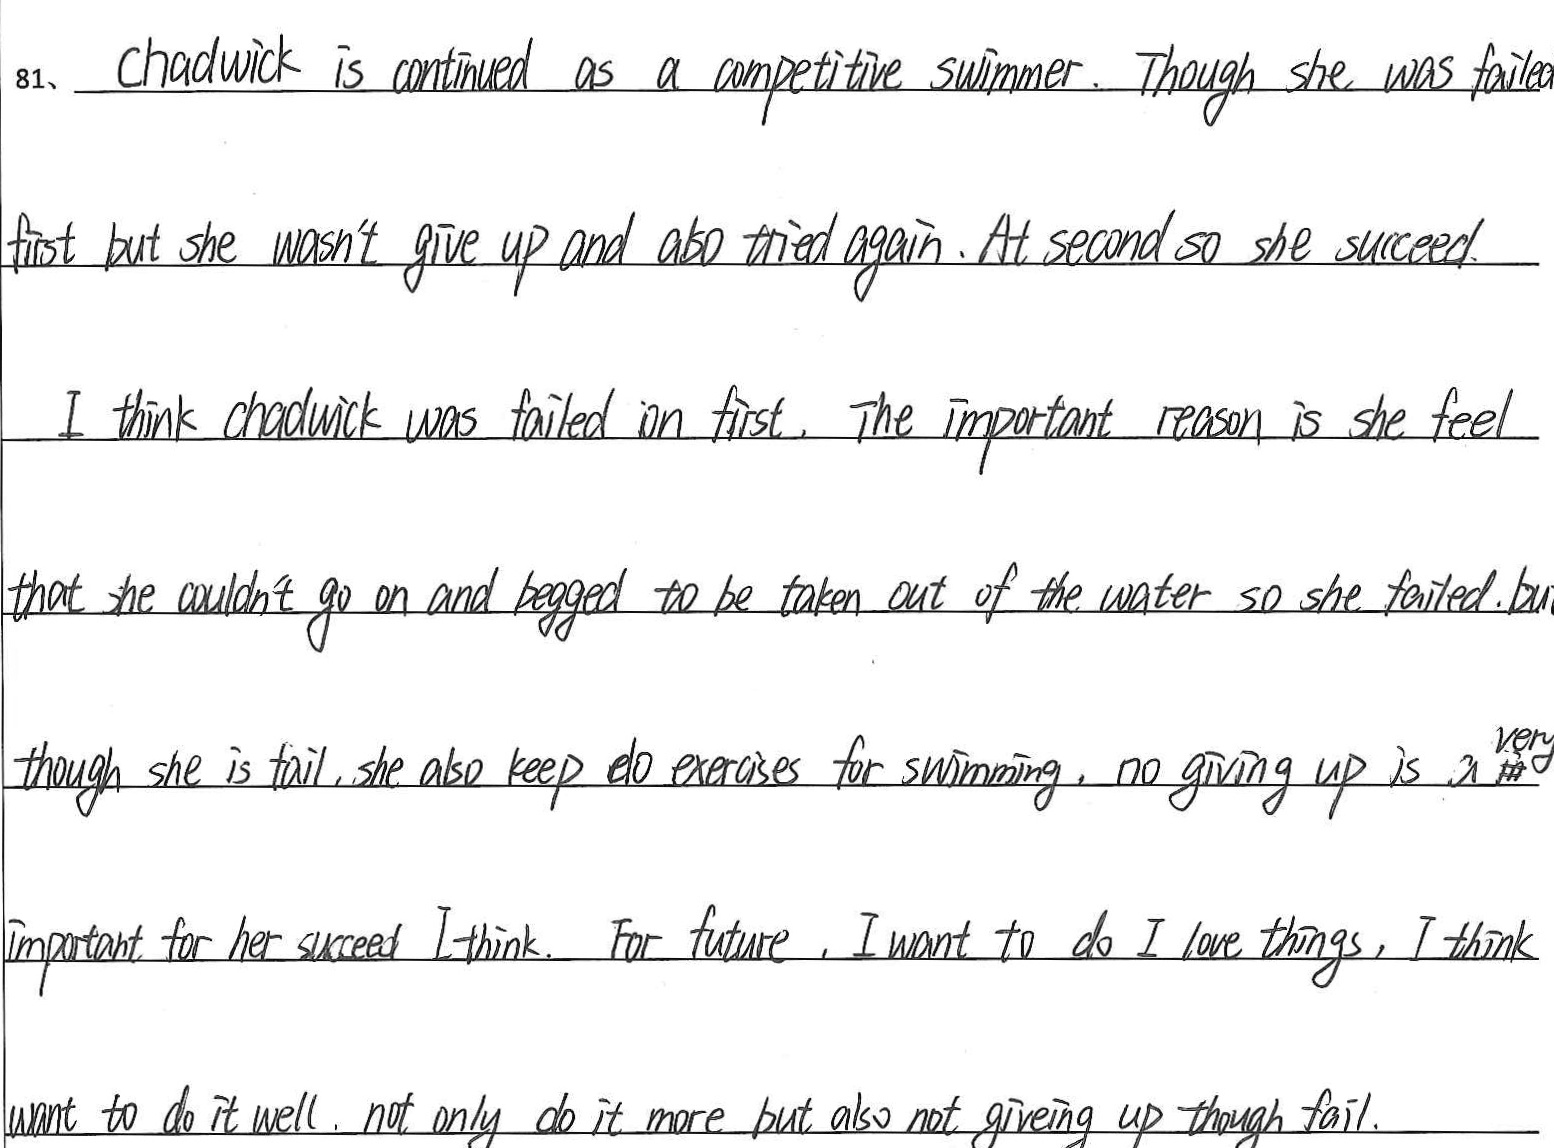 81、 Chadwick is continued as a competitive swimmer. Though she was failed
first but she wasn't give up and also tried again. At second so she succeed.
I think chadwick was failed on first. The important reason is she feel
that she couldn't go on and begged to be taken out of the water so she failed. but
though she is fail, she also keep do exercises for swimming, no giving up is a very
important for her succeed I think. For future, I want to do I love things, I think
want to do it well. not only do it more but also not giveing up though fail.